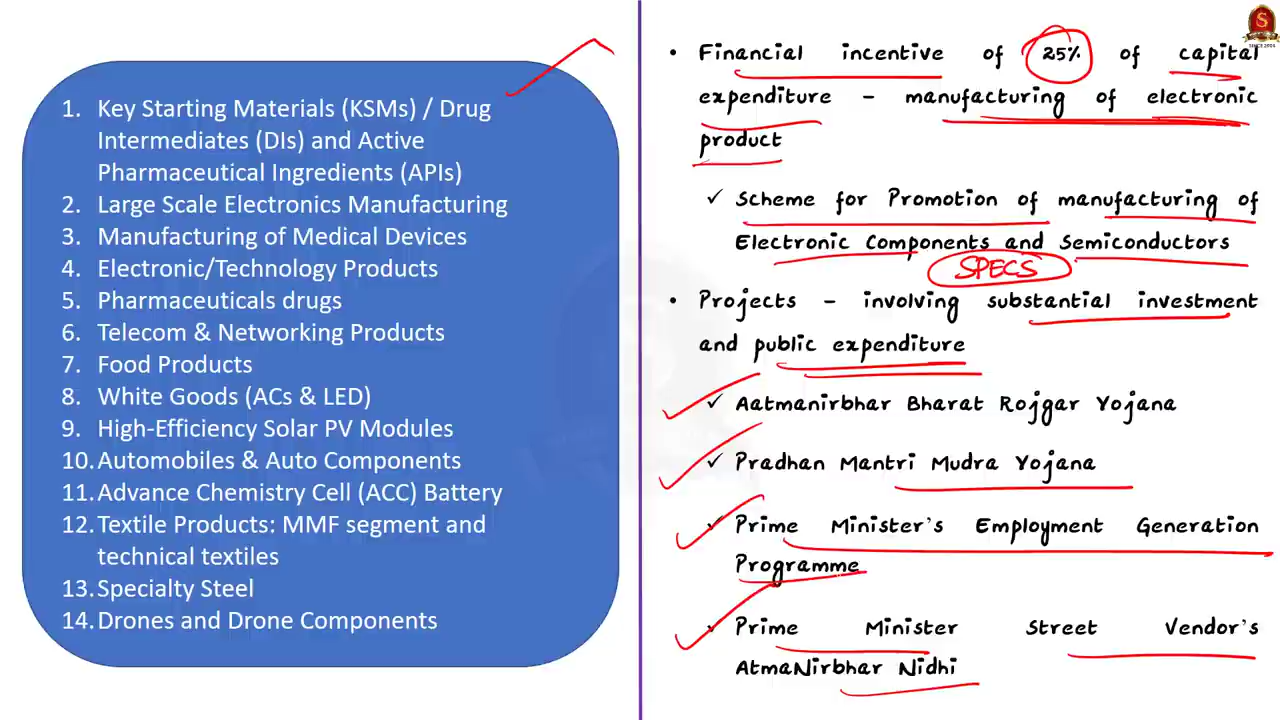 1. Key Starting Materials (KSMs) / Drug
Intermediates (DIs) and Active
Pharmaceutical Ingredients (APIs)
2. Large Scale Electronics Manufacturing
3. Manufacturing of Medical Devices
4. Electronic/Technology Products
5. Pharmaceuticals drugs
6. Telecom & Networking Products
7. Food Products
8. White Goods (ACs & LED)
9. High-Efficiency Solar PV Modules
10. Automobiles & Auto Components
11. Advance Chemistry Cell (ACC) Battery
12. Textile Products: MMF segment and
technical textiles
13. Specialty Steel
14. Drones and Drone Components
• Financial incentive of 25% of capital
expenditure – manufacturing of electronic
product
✓ Scheme for Promotion of manufacturing of
Electronic Components and Semiconductors
SPECS
• Projects – involving substantial investment
and public expenditure
✓ Aatmanirbhar Bharat Rojgar Yojana
✓ Pradhan Mantri Mudra Yojana
✓ Prime Minister's Employment Generation
Programme
✓ Prime Minister Street Vendor's
AtmaNirbhar Nidhi
S
SINCE 2004